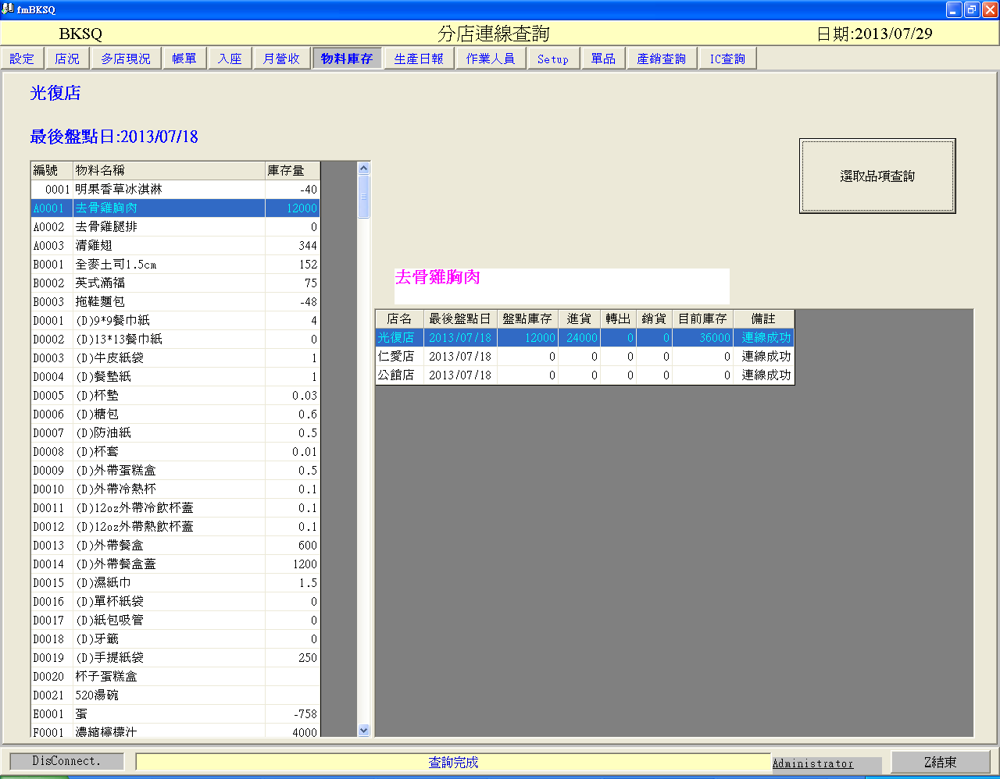 fmBKSQ
BKSQ 分店連線查詢 日期:2013/07/29
設定 店況 多店現況 帳單 入座 月營收 物料庫存 生產日報 作業人員 Setup 單品 產銷查詢 IC查詢
光復店
最後盤點日:2013/07/18
選取品項查詢
編號 物料名稱 庫存量
0001 明果香草冰淇淋 -40
A0001 去骨雞胸肉 12000
A0002 去骨雞腿排 0
A0003 清雞翅 344
B0001 全麥土司1.5cm 152
B0002 英式滿福 75
B0003 拖鞋麵包 -48
D0001 (D)9*9餐巾紙 4
D0002 (D)13*13餐巾紙 0
D0003 (D)牛皮紙袋 1
D0004 (D)餐墊紙 1
D0005 (D)杯墊 0.03
D0006 (D)糖包 0.6
D0007 (D)防油紙 0.5
D0008 (D)杯套 0.01
D0009 (D)外帶蛋糕盒 0.5
D0010 (D)外帶冷熱杯 0.1
D0011 (D)12oz外帶冷飲杯蓋 0.1
D0012 (D)12oz外帶熱飲杯蓋 0.1
D0013 (D)外帶餐盒 600
D0014 (D)外帶餐盒蓋 1200
D0015 (D)濕紙巾 1.5
D0016 (D)單杯紙袋 0
D0017 (D)紙包吸管 0
D0018 (D)牙籤 0
D0019 (D)手提紙袋 250
D0020 杯子蛋糕盒
D0021 520湯碗
E0001 蛋 -758
F0001 濃縮檸檬汁 4000
去骨雞胸肉
店名 最後盤點日 盤點庫存 進貨 轉出 銷貨 目前庫存 備註
光復店 2013/07/18 12000 24000 0 0 36000 連線成功
仁愛店 2013/07/18 0 0 0 0 0 連線成功
公館店 2013/07/18 0 0 0 0 0 連線成功
DisConnect. 查詢完成 Administrator Z結束